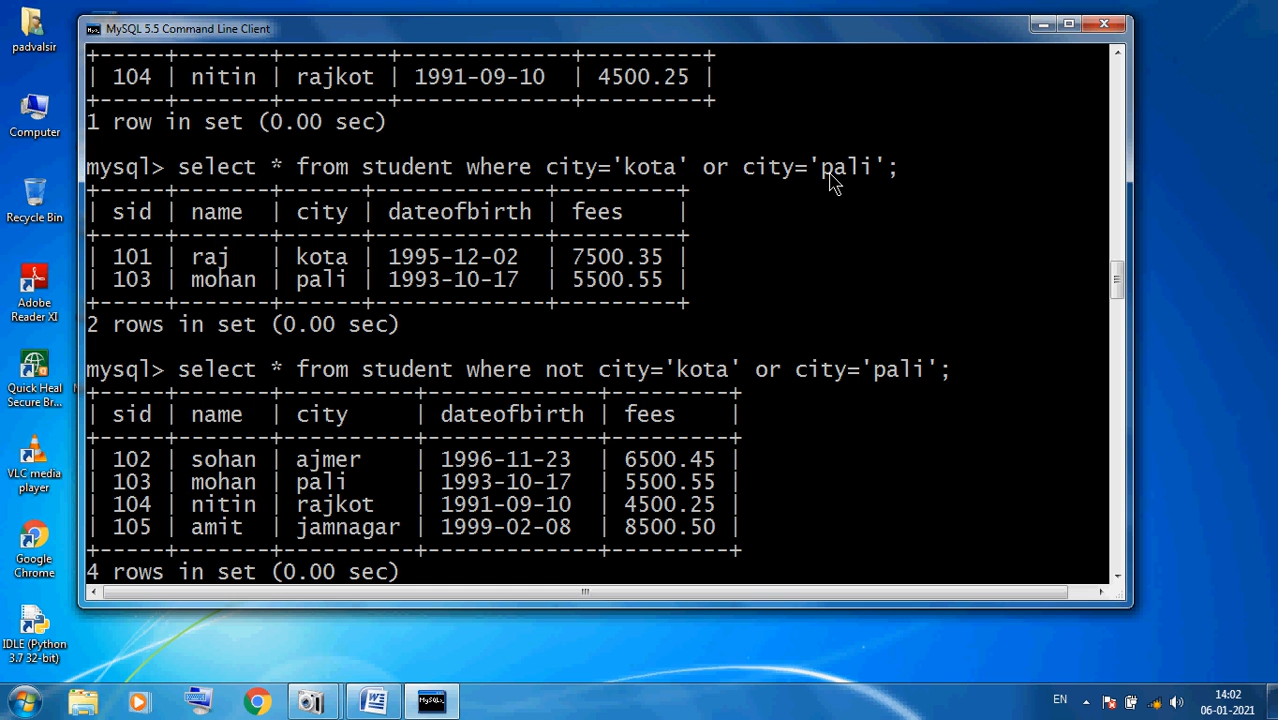 padvalsir
Computer
Recycle Bin
Adobe
Reader XI
Quick Heal
Secure Br...
VLC media
player
Google
Chrome
IDLE (Python
3.7 32-bit)
MySQL 5.5 Command Line Client
+-----+-------+--------+-------------+---------+
| 104 | nitin | rajkot | 1991-09-10  | 4500.25 |
+-----+-------+--------+-------------+---------+
1 row in set (0.00 sec)
mysql> select * from student where city='kota' or city='pali';
+-----+-------+------+-------------+---------+
| sid | name  | city | dateofbirth | fees    |
+-----+-------+------+-------------+---------+
| 101 | raj   | kota | 1995-12-02  | 7500.35 |
| 103 | mohan | pali | 1993-10-17  | 5500.55 |
+-----+-------+------+-------------+---------+
2 rows in set (0.00 sec)
mysql> select * from student where not city='kota' or city='pali';
+-----+-------+----------+-------------+---------+
| sid | name  | city     | dateofbirth | fees    |
+-----+-------+----------+-------------+---------+
| 102 | sohan | ajmer    | 1996-11-23  | 6500.45 |
| 103 | mohan | pali     | 1993-10-17  | 5500.55 |
| 104 | nitin | rajkot   | 1991-09-10  | 4500.25 |
| 105 | amit  | jamnagar | 1999-02-08  | 8500.50 |
+-----+-------+----------+-------------+---------+
4 rows in set (0.00 sec)
EN
14:02
06-01-2021